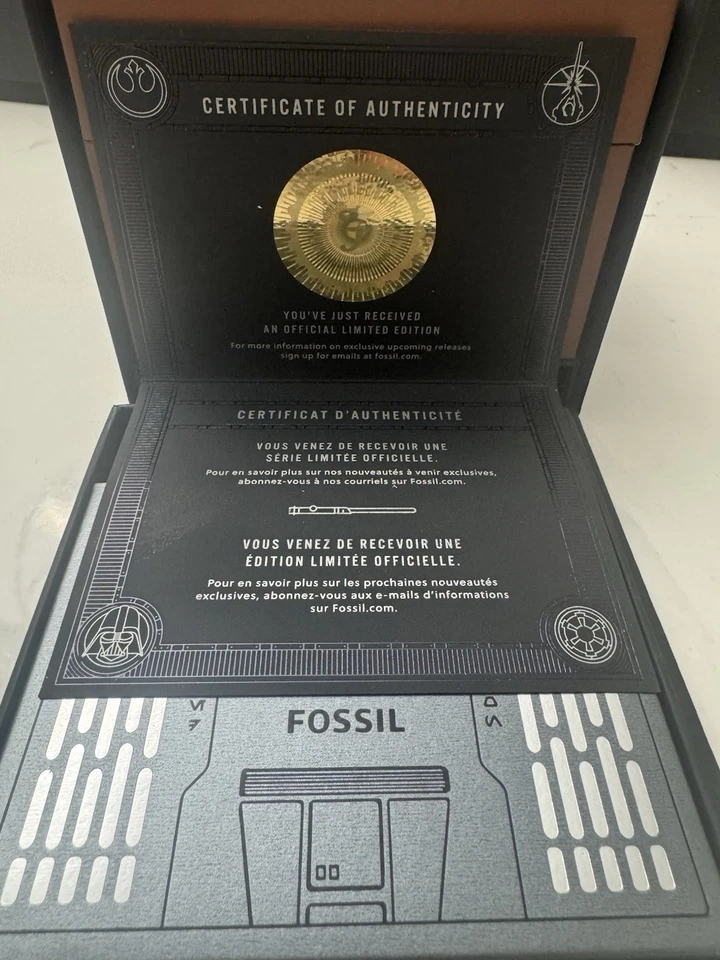 CERTIFICATE OF AUTHENTICITY
YOU'VE JUST RECEIVED
AN OFFICIAL LIMITED EDITION
For more information on exclusive upcoming releases
sign up for emails at fossil.com.
CERTIFICAT D'AUTHENTICITÉ
VOUS VENEZ DE RECEVOIR UNE
SÉRIE LIMITÉE OFFICIELLE.
Pour en savoir plus sur nos nouveautés à venir exclusives,
abonnez-vous à nos courriels sur Fossil.com.
VOUS VENEZ DE RECEVOIR UNE
ÉDITION LIMITÉE OFFICIELLE.
Pour en savoir plus sur les prochaines nouveautés
exclusives, abonnez-vous aux e-mails d'informations
sur Fossil.com.
FOSSIL